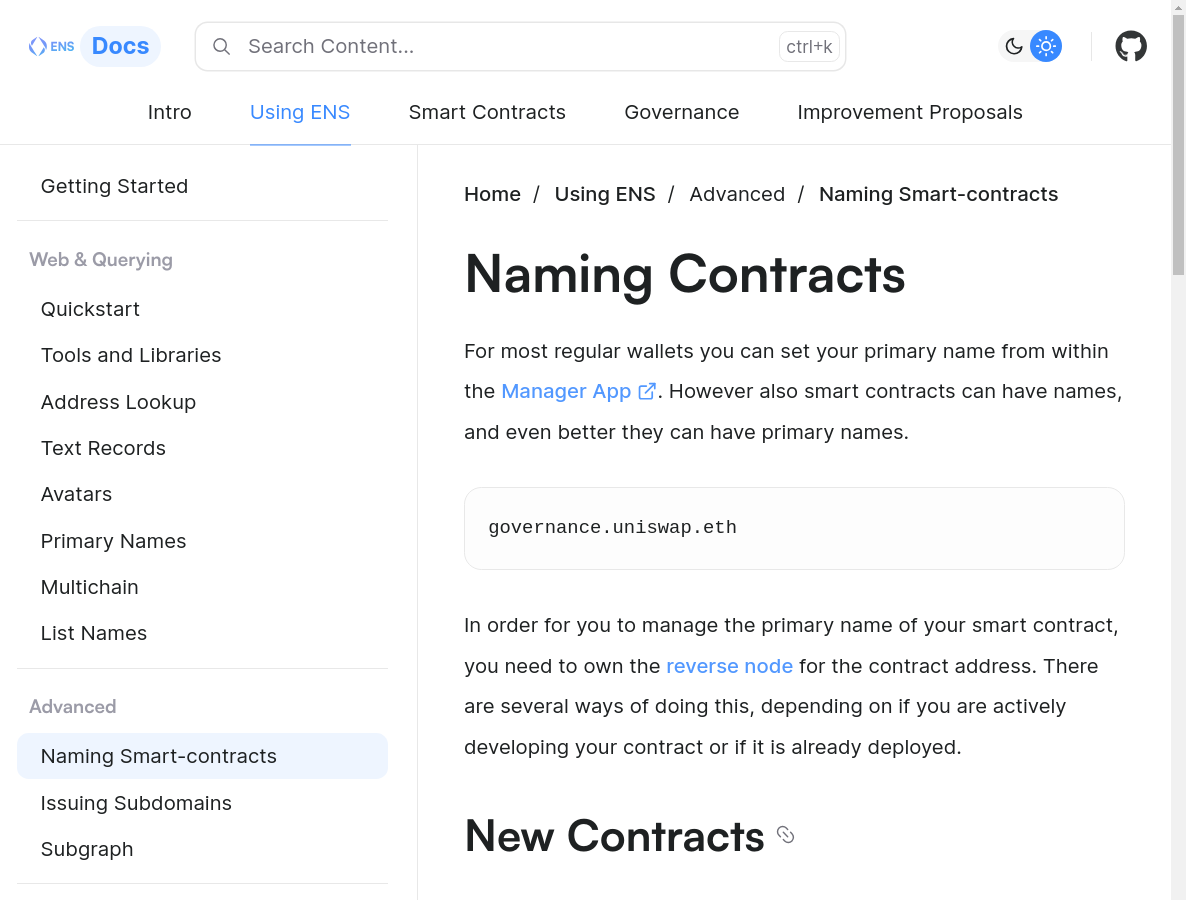 ENS Docs
Search Content...
ctrl+k
Intro
Using ENS
Smart Contracts
Governance
Improvement Proposals
Getting Started
Web & Querying
Quickstart
Tools and Libraries
Address Lookup
Text Records
Avatars
Primary Names
Multichain
List Names
Advanced
Naming Smart-contracts
Issuing Subdomains
Subgraph
Home / Using ENS / Advanced / Naming Smart-contracts
Naming Contracts
For most regular wallets you can set your primary name from within
the Manager App. However also smart contracts can have names,
and even better they can have primary names.
governance.uniswap.eth
In order for you to manage the primary name of your smart contract,
you need to own the reverse node for the contract address. There
are several ways of doing this, depending on if you are actively
developing your contract or if it is already deployed.
New Contracts